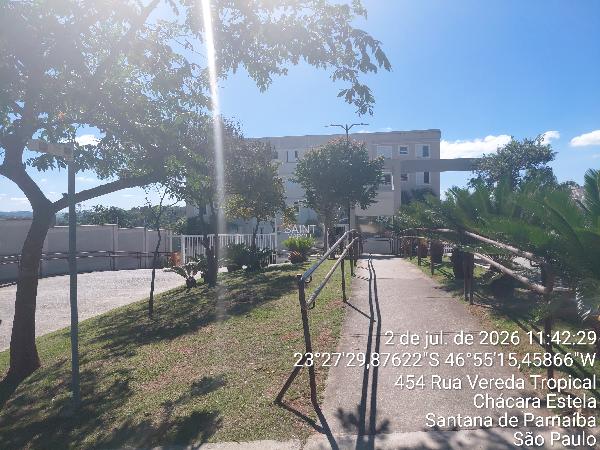 SAINT
2 de jul. de 2026 11:42:29
23°27'29,87622"S 46°55'15,45866"W
454 Rua Vereda Tropical
Chácara Estela
Santana de Parnaíba
São Paulo